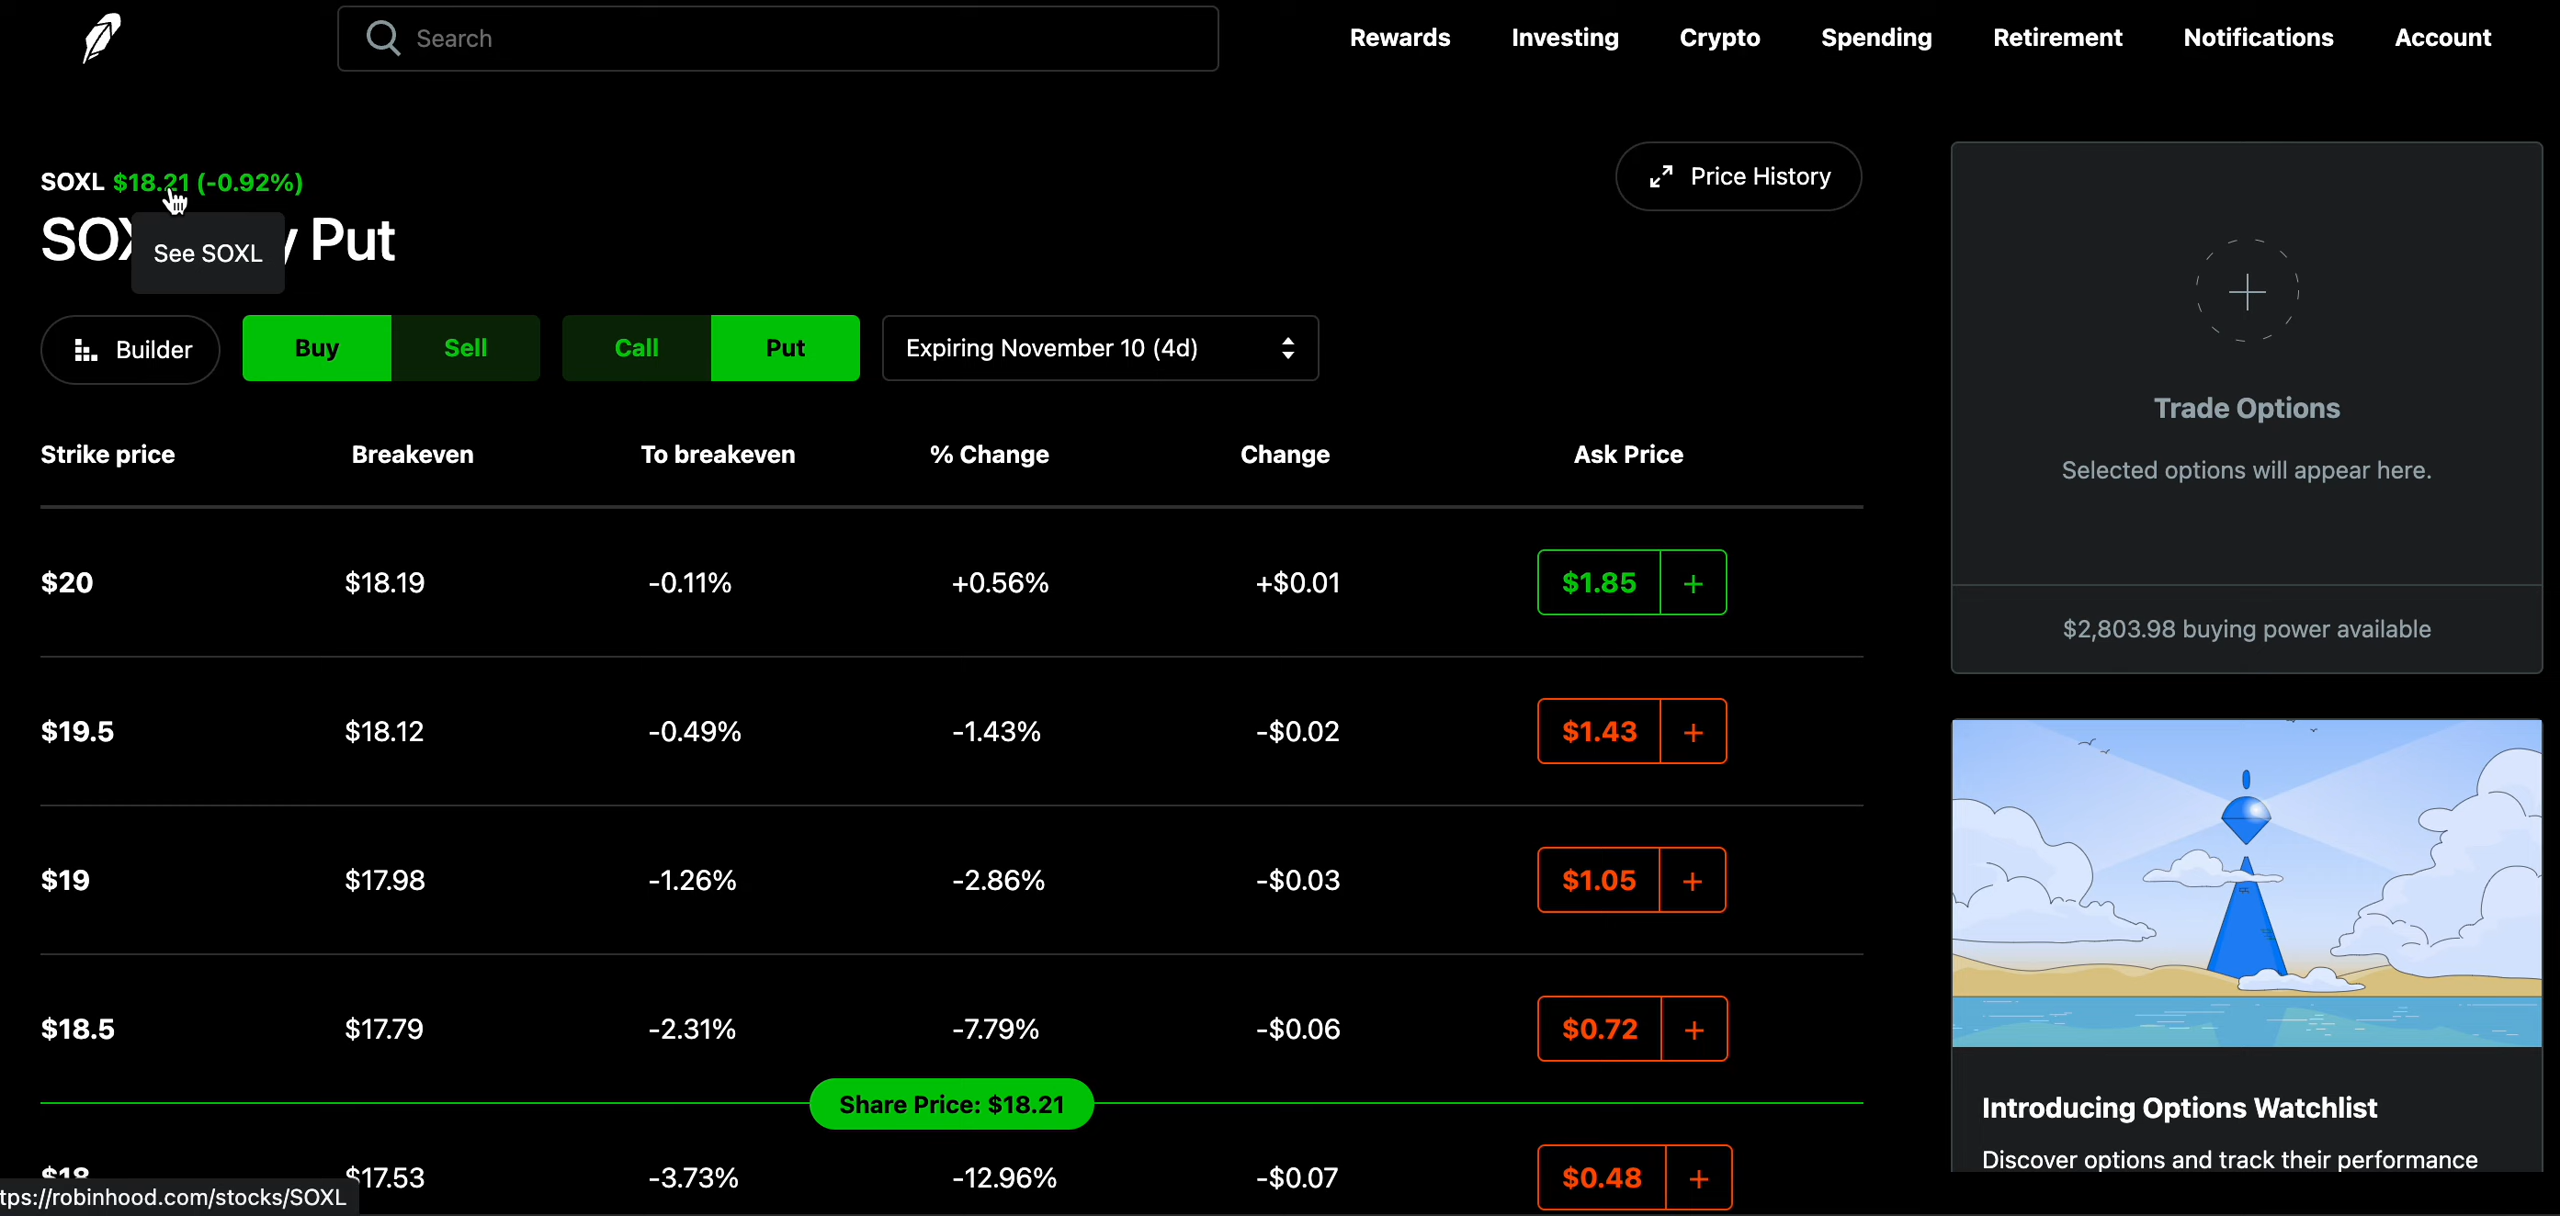 Search
Rewards Investing Crypto Spending Retirement Notifications Account
SOXL $18.21 (-0.92%)
Price History
See SOXL
Put
Builder Buy Sell Call Put Expiring November 10 (4d)
Trade Options
Selected options will appear here.
$2,803.98 buying power available
Strike price Breakeven To breakeven % Change Change Ask Price
$20 $18.19 -0.11% +0.56% +$0.01 $1.85 +
$19.5 $18.12 -0.49% -1.43% -$0.02 $1.43 +
$19 $17.98 -1.26% -2.86% -$0.03 $1.05 +
$18.5 $17.79 -2.31% -7.79% -$0.06 $0.72 +
Share Price: $18.21
$18 $17.53 -3.73% -12.96% -$0.07 $0.48 +
Introducing Options Watchlist
Discover options and track their performance
tps://robinhood.com/stocks/SOXL